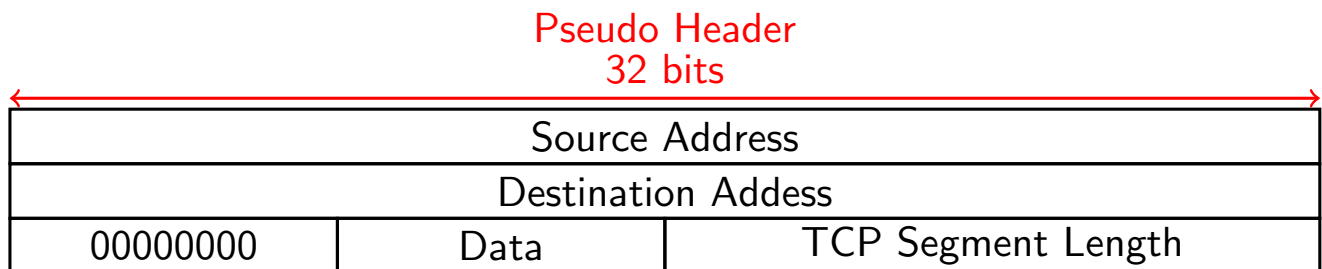 Pseudo Header
32 bits
Source Address
Destination Addess
00000000 Data TCP Segment Length